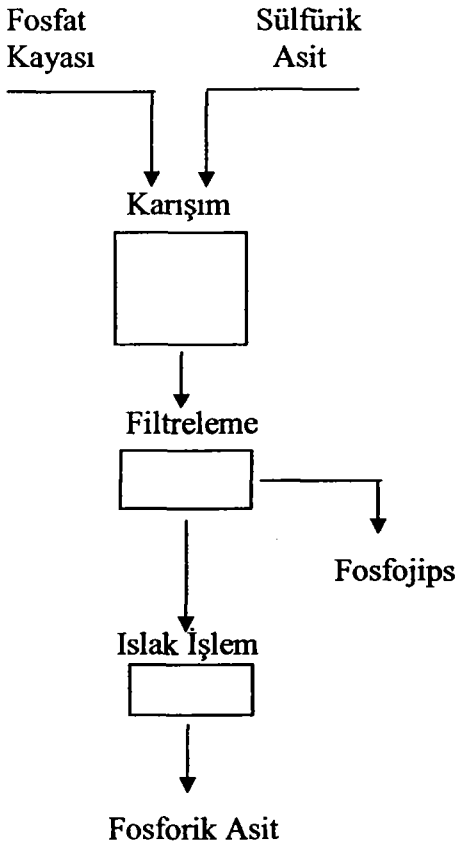 Fosfat
Kayası
Sülfürik
Asit
Karışım
Filtreleme
Fosfojips
Islak İşlem
Fosforik Asit